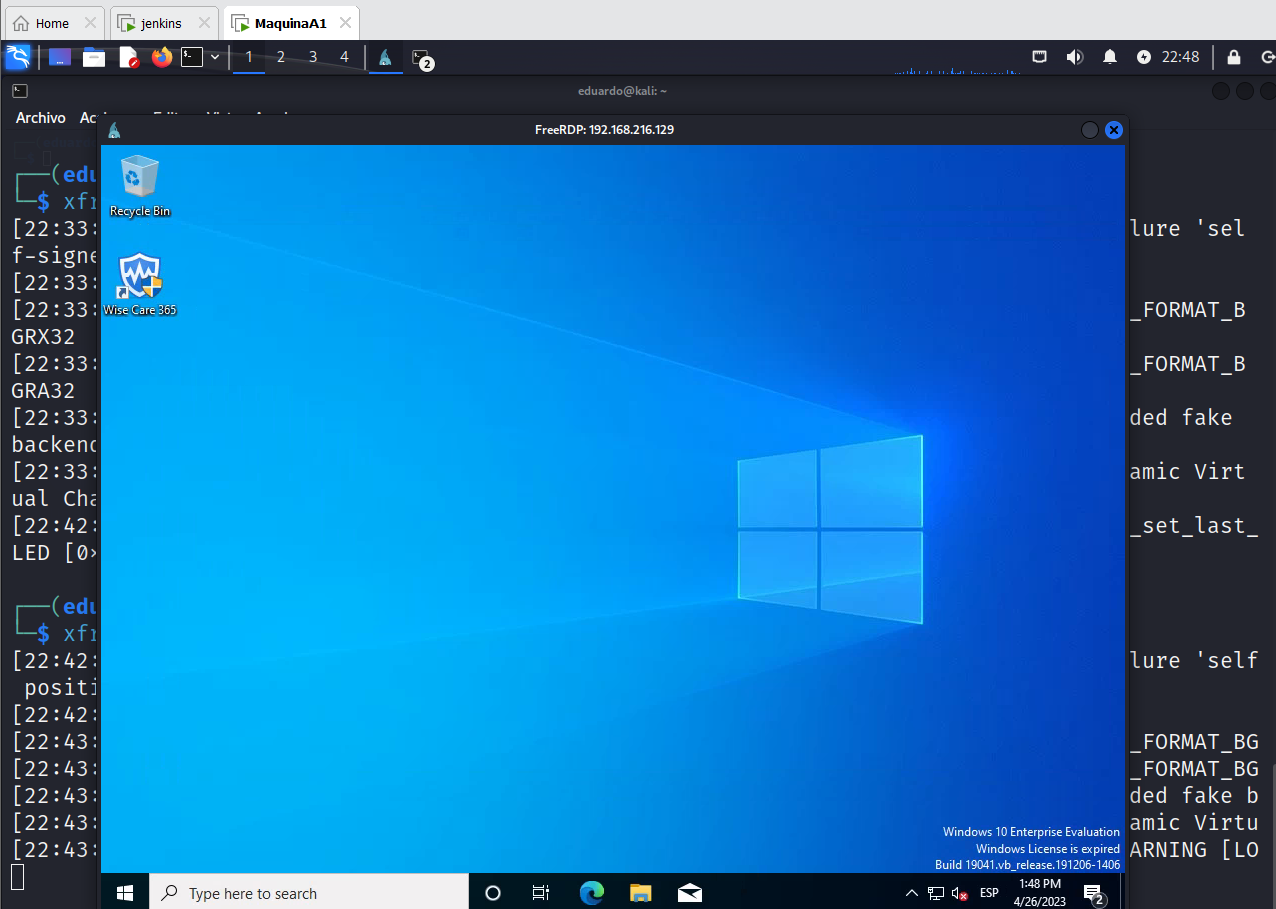 Home
jenkins
MaquinaA1
1 2 3 4
2
22:48
eduardo@kali: ~
Archivo
FreeRDP: 192.168.216.129
Recycle Bin
Wise Care 365
(edu
$ xfr
[22:33:
lure 'sel
f-signe
[22:33:
[22:33:
_FORMAT_B
GRX32
[22:33:
_FORMAT_B
GRA32
[22:33:
ded fake
backend
[22:33:
amic Virt
ual Cha
[22:42:
_set_last_
LED [0×
(edu
$ xfr
[22:42:
lure 'self
positi
[22:42:
[22:43:
_FORMAT_BG
[22:43:
_FORMAT_BG
[22:43:
ded fake b
[22:43:
amic Virtu
[22:43:
ARNING [LO
Windows 10 Enterprise Evaluation
Windows License is expired
Build 19041.vb_release.191206-1406
Type here to search
ESP
1:48 PM
4/26/2023
2